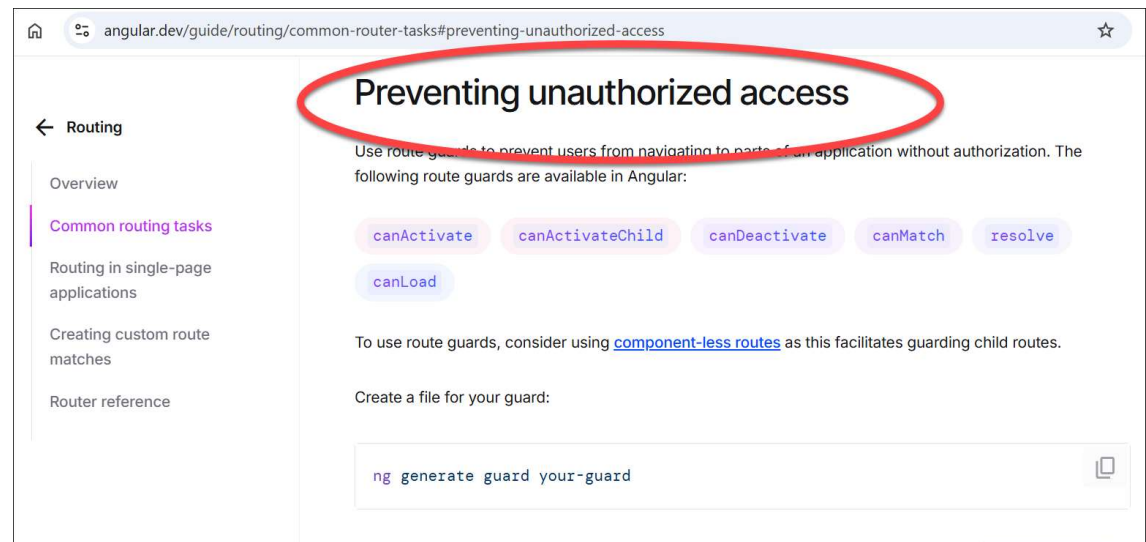 angular.dev/guide/routing/common-router-tasks#preventing-unauthorized-access
Routing
Overview
Common routing tasks
Routing in single-page
applications
Creating custom route
matches
Router reference
Preventing unauthorized access
Use route guards to prevent users from navigating to parts of an application without authorization. The
following route guards are available in Angular:
canActivate canActivateChild canDeactivate canMatch resolve
canLoad
To use route guards, consider using component-less routes as this facilitates guarding child routes.
Create a file for your guard:
ng generate guard your-guard